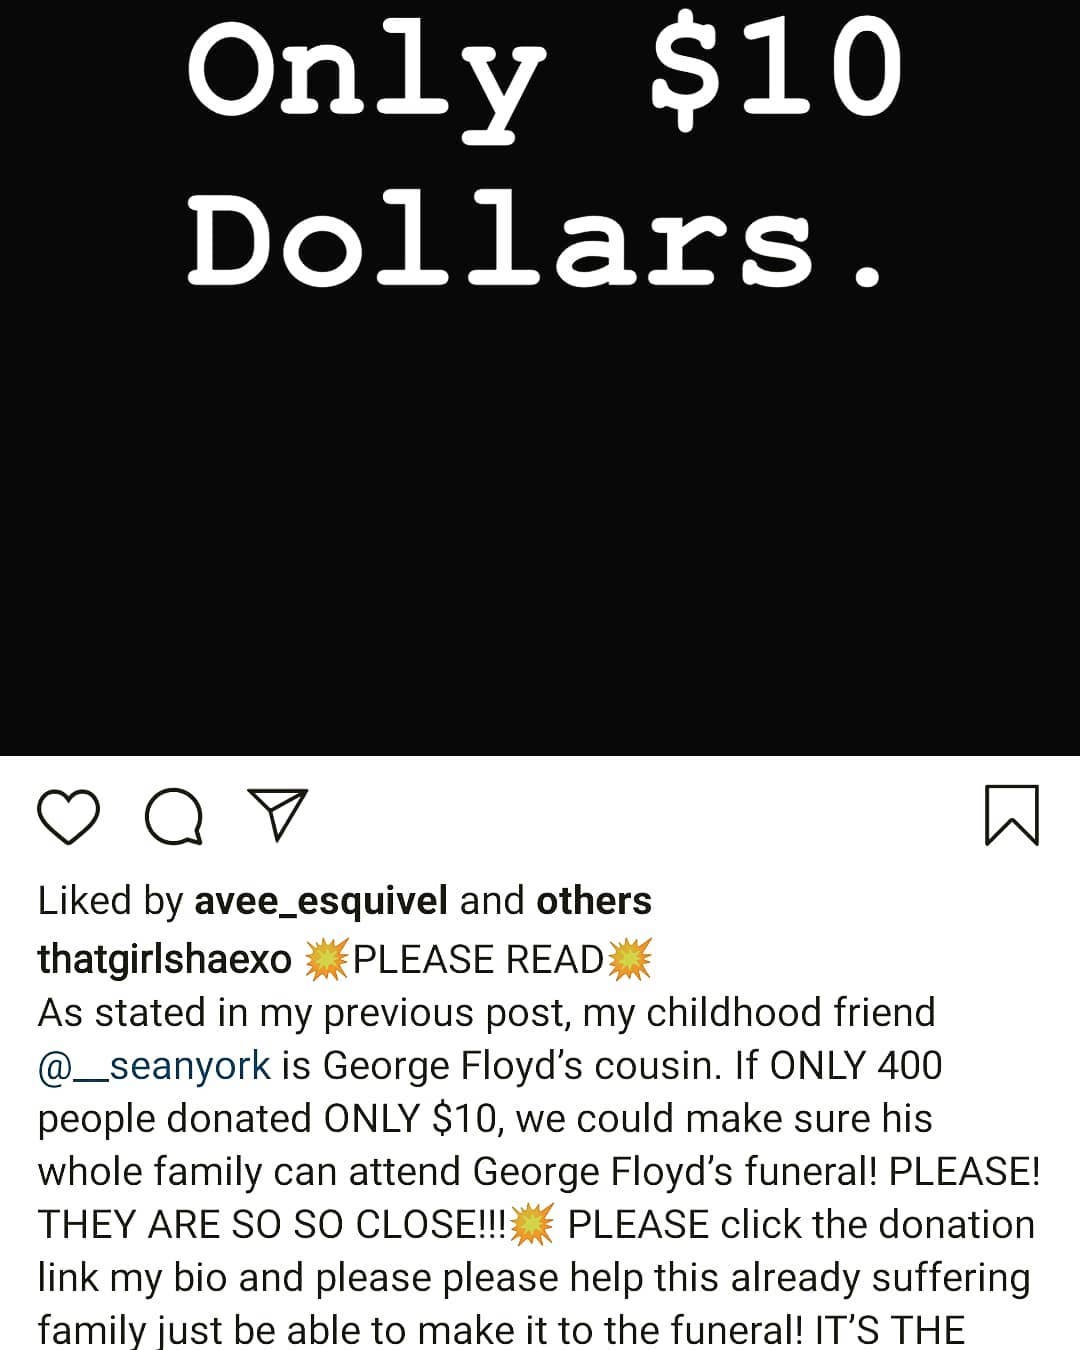 Only $10
Dollars.
Liked by avee_esquivel and others
thatgirlshaexo 💥PLEASE READ💥
As stated in my previous post, my childhood friend
@__seanyork is George Floyd’s cousin. If ONLY 400
people donated ONLY $10, we could make sure his
whole family can attend George Floyd’s funeral! PLEASE!
THEY ARE SO SO CLOSE!!!💥 PLEASE click the donation
link my bio and please please help this already suffering
family just be able to make it to the funeral! IT’S THE